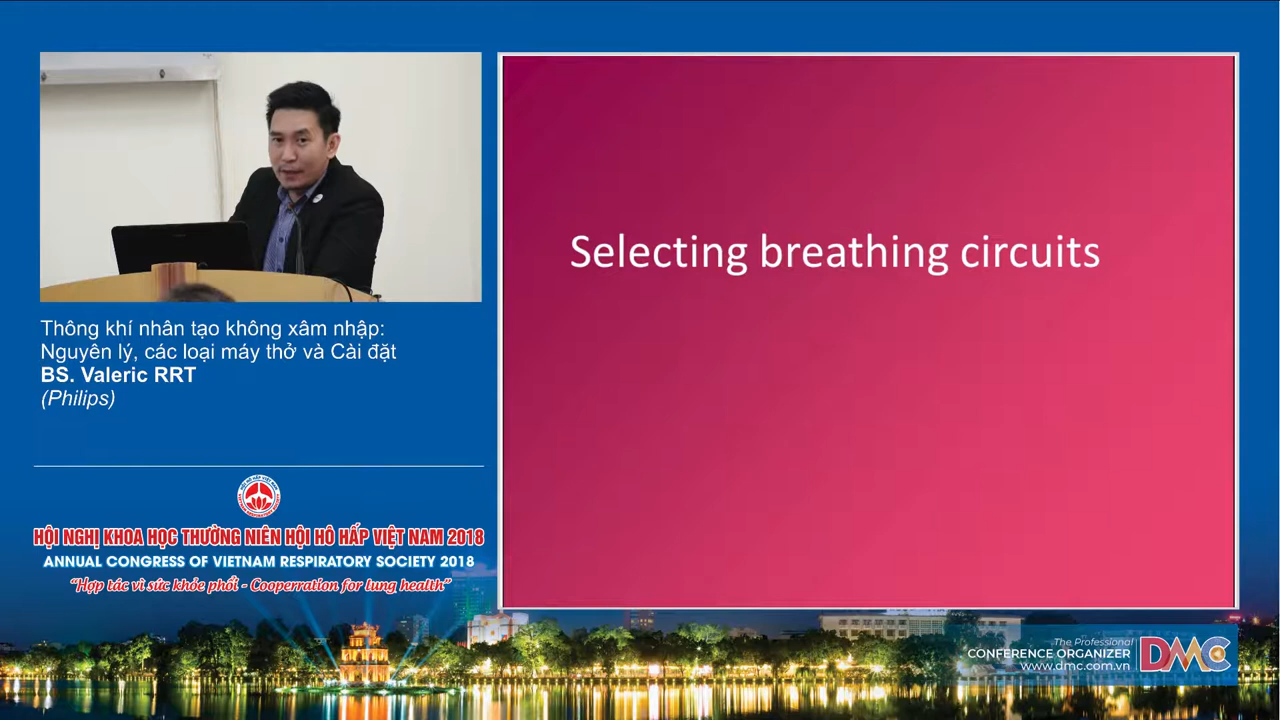 Thông khí nhân tạo không xâm nhập:
Nguyên lý, các loại máy thở và Cài đặt
BS. Valeric RRT
(Philips)
HỘI NGHỊ KHOA HỌC THƯỜNG NIÊN HỘI HÔ HẤP VIỆT NAM 2018
ANNUAL CONGRESS OF VIETNAM RESPIRATORY SOCIETY 2018
"Hợp tác vì sức khỏe phổi - Cooperration for lung health"
Selecting breathing circuits
The Professional
CONFERENCE ORGANIZER
www.dmc.com.vn
DMC